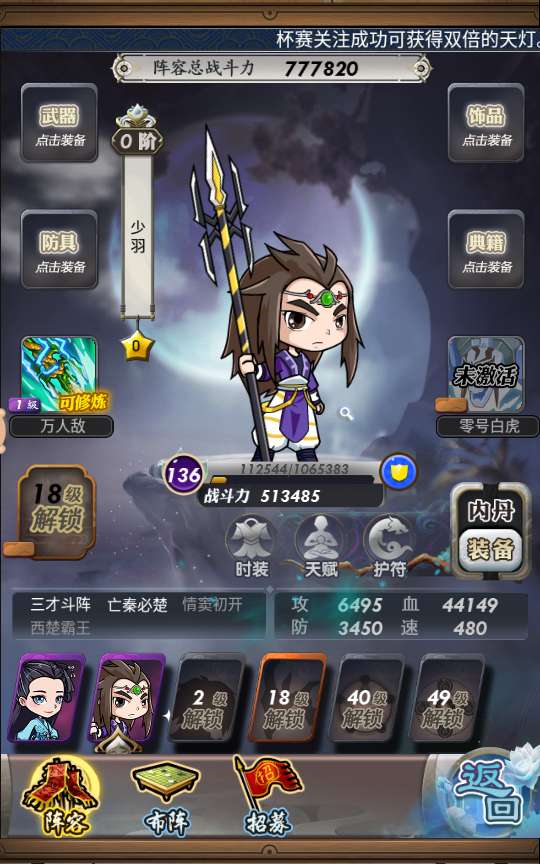 杯赛关注成功可获得双倍的天灯。
阵容总战斗力 777820
武器
点击装备
0 阶
少羽
0
饰品
点击装备
防具
点击装备
典籍
点击装备
1 级
可修炼
万人敌
未激活
零号白虎
136
112544/1065383
战斗力 513485
18级
解锁
时装
天赋
护符
内丹
装备
三才斗阵 亡秦必楚 情窦初开
西楚霸王
攻 6495 血 44149
防 3450 速 480
2级
解锁
18级
解锁
40级
解锁
49级
解锁
阵容
布阵
招
招募
返回